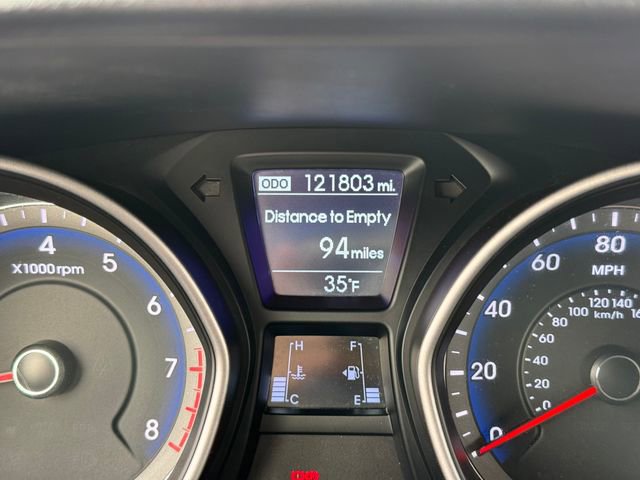 ODO 121803 mi.
Distance to Empty
94 miles
35°F
H F
C E
4 5 6 7 8
X1000rpm
0 20 40 60 80
MPH
0 20 40 60 80 100 120 140
km/h